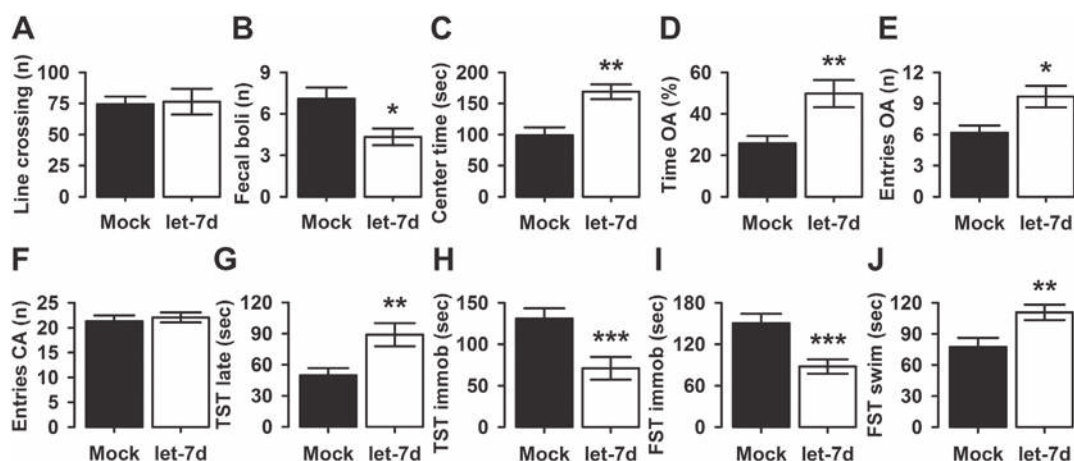 A
Line crossing (n)
100
75
50
25
0
Mock
let-7d
B
Fecal boli (n)
9
6
3
0
*
Mock
let-7d
C
Center time (sec)
200
150
100
50
0
**
Mock
let-7d
D
Time OA (%)
60
40
20
0
**
Mock
let-7d
E
Entries OA (n)
12
9
6
3
0
*
Mock
let-7d
F
Entries CA (n)
25
20
15
10
5
0
Mock
let-7d
G
TST late (sec)
120
90
60
30
0
**
Mock
let-7d
H
TST immob (sec)
150
100
50
0
***
Mock
let-7d
I
FST immob (sec)
180
120
60
0
***
Mock
let-7d
J
FST swim (sec)
120
90
60
30
0
**
Mock
let-7d